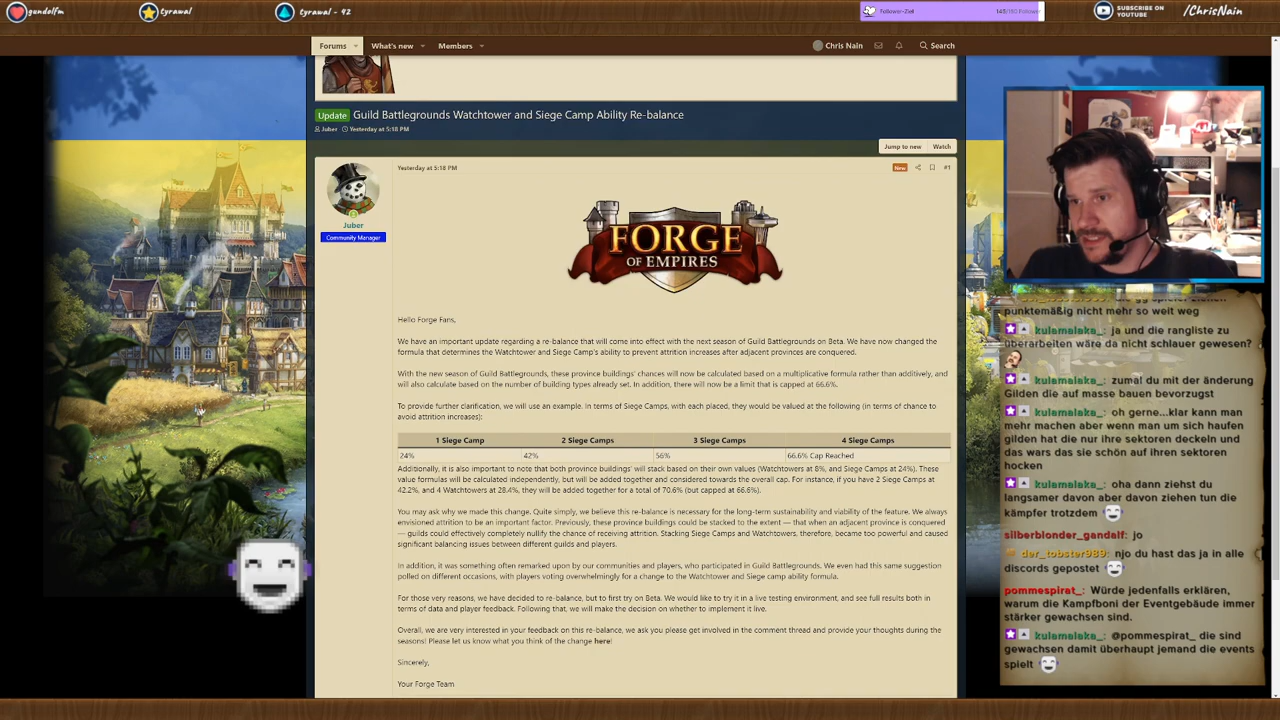 gundolfm
tyrawal
tyrawal - 42
Follower-Ziel
SUBSCRIBE ON
YOUTUBE
/ChrisNain
Forums
What's new
Members
Chris Nain
Search
Update Guild Battlegrounds Watchtower and Siege Camp Ability Re-balance
Juber Yesterday at 5:18 PM
Jump to new
Watch
Yesterday at 5:18 PM
New
#1
Juber
Community Manager
FORGE
OF EMPIRES
Hello Forge Fans,
We have an important update regarding a re-balance that will come into effect with the next season of Guild Battlegrounds on Beta. We have now changed the
formula that determines the Watchtower and Siege Camp's ability to prevent attrition increases after adjacent provinces are conquered.
With the new season of Guild Battlegrounds, these province buildings' chances will now be calculated based on a multiplicative formula rather than additively, and
will also calculate based on the number of building types already set. In addition, there will now be a limit that is capped at 66.6%.
To provide further clarification, we will use an example. In terms of Siege Camps, with each placed, they would be valued at the following (in terms of chance to
avoid attrition increases):
1 Siege Camp 2 Siege Camps 3 Siege Camps 4 Siege Camps
24% 42% 56% 66.6% Cap Reached
Additionally, it is also important to note that both province buildings' will stack based on their own values (Watchtowers at 8%, and Siege Camps at 24%). These
value formulas will be calculated independently, but will be added together and considered towards the overall cap. For instance, if you have 2 Siege Camps at
42.2%, and 4 Watchtowers at 28.4%, they will be added together for a total of 70.6% (but capped at 66.6%).
You may ask why we made this change. Quite simply, we believe this re-balance is necessary for the long-term sustainability and viability of the feature. We always
envisioned attrition to be an important factor. Previously, these province buildings could be stacked to the extent — that when an adjacent province is conquered
— guilds could effectively completely nullify the chance of receiving attrition. Stacking Siege Camps and Watchtowers, therefore, became too powerful and caused
significant balancing issues between different guilds and players.
In addition, it was something often remarked upon by our communities and players, who participated in Guild Battlegrounds. We even had this same suggestion
polled on different occasions, with players voting overwhelmingly for a change to the Watchtower and Siege camp ability formula.
For those very reasons, we have decided to re-balance, but to first try on Beta. We would like to try it in a live testing environment, and see full results both in
terms of data and player feedback. Following that, we will make the decision on whether to implement it live.
Overall, we are very interested in your feedback on this re-balance, we ask you please get involved in the comment thread and provide your thoughts during the
seasons! Please let us know what you think of the change here!
Sincerely,
Your Forge Team
punktemäßig nicht mehr so weit weg
kulamalaka_: ja und die rangliste zu
überarbeiten wäre da nicht schlauer gewesen?
kulamalaka_: zumal du mit der änderung
Gilden die auf masse bauen bevorzugst
kulamalaka_: oh gerne...klar kann man
mehr machen aber wenn man um sich haufen
gilden hat die nur ihre sektoren deckeln und
das wars das sie schön auf ihren sektoren
hocken
kulamalaka_: oha dann ziehst du
langsamer davon aber davon ziehen tun die
kämpfer trotzdem
silberblonder_gandalf: jo
der_tobster989: njo du hast das ja in alle
discords gepostet
pommespirat_: Würde jedenfalls erklären,
warum die Kampfboni der Eventgebäude immer
stärker gewachsen sind.
kulamalaka_: @pommespirat_ die sind
gewachsen damit überhaupt jemand die events
spielt